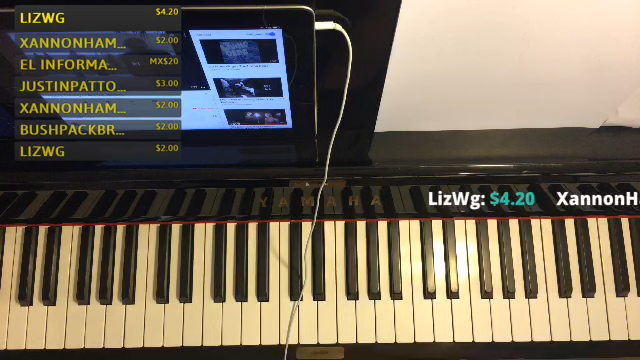 LIZWG $4.20
XANNONHAM... $2.00
EL INFORMA... MX$20
JUSTINPATTO... $3.00
XANNONHAM... $2.00
BUSHPACKBR... $2.00
LIZWG $2.00
YAMAHA
LizWg: $4.20 XannonHa